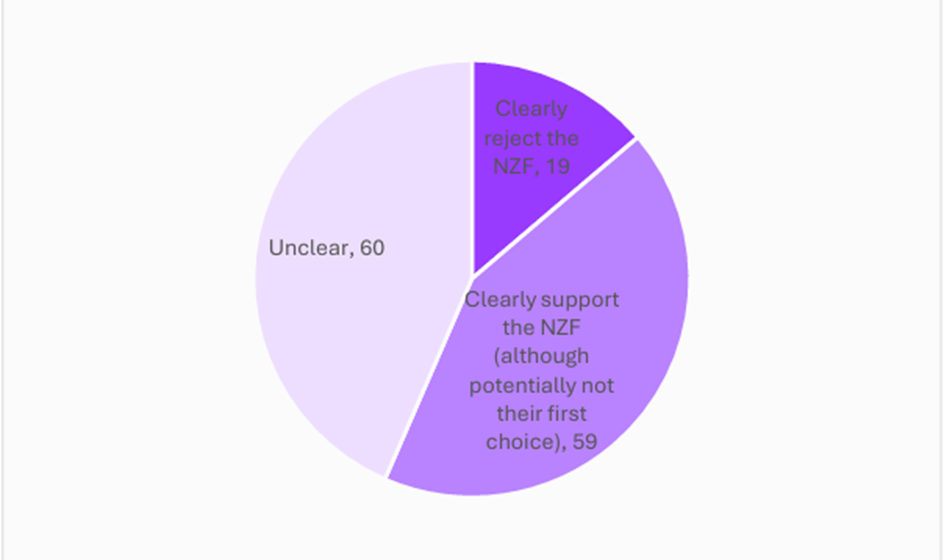 Clearly
reject the
NZF, 19
Unclear, 60
Clearly support
the NZF
(although
potentially not
their first
choice), 59